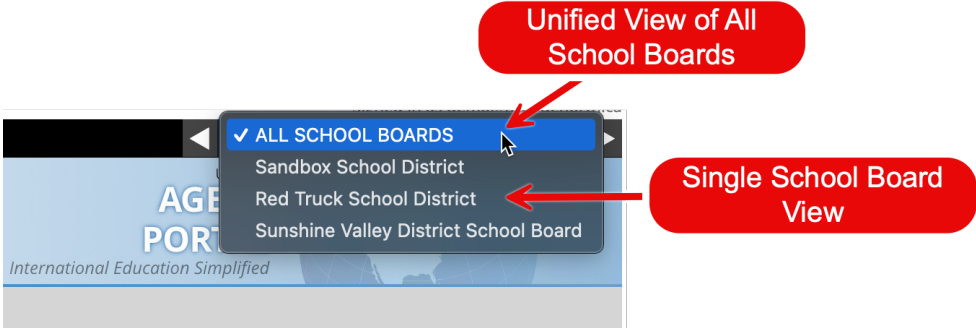 Unified View of All
School Boards
✓ ALL SCHOOL BOARDS
Sandbox School District
Red Truck School District
Sunshine Valley District School Board
Single School Board
View
International Education Simplified